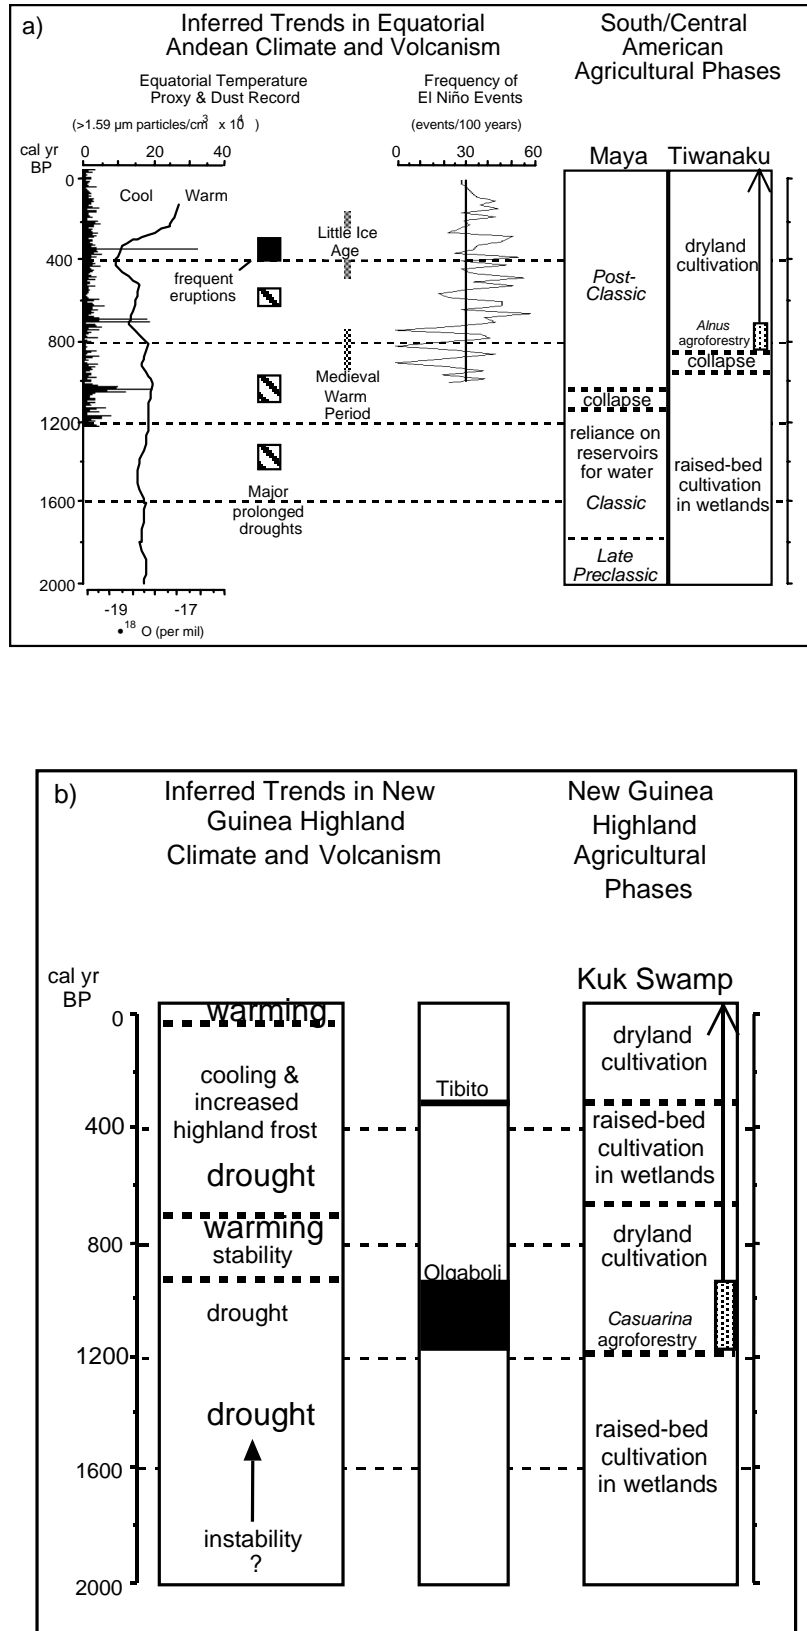 a)
Inferred Trends in Equatorial
Andean Climate and Volcanism
South/Central
American
Agricultural Phases
Equatorial Temperature
Proxy & Dust Record
(>1.59 µm particles/cm3 x 104 )
Frequency of
El Niño Events
(events/100 years)
cal yr
BP
0 20 40
0 30 60
Maya Tiwanaku
0
400
800
1200
1600
2000
Cool Warm
frequent
eruptions
Little Ice
Age
Medieval
Warm
Period
Major
prolonged
droughts
-19 -17
•18 O (per mil)
Post-
Classic
collapse
reliance on
reservoirs
for water
Classic
Late
Preclassic
dryland
cultivation
Alnus
agroforestry
collapse
raised-bed
cultivation
in wetlands
b)
Inferred Trends in New
Guinea Highland
Climate and Volcanism
New Guinea
Highland
Agricultural
Phases
cal yr
BP
Kuk Swamp
0
400
800
1200
1600
2000
warming
cooling &
increased
highland frost
drought
warming
stability
drought
drought
instability
?
Tibito
Olgaboli
dryland
cultivation
raised-bed
cultivation
in wetlands
dryland
cultivation
Casuarina
agroforestry
raised-bed
cultivation
in wetlands